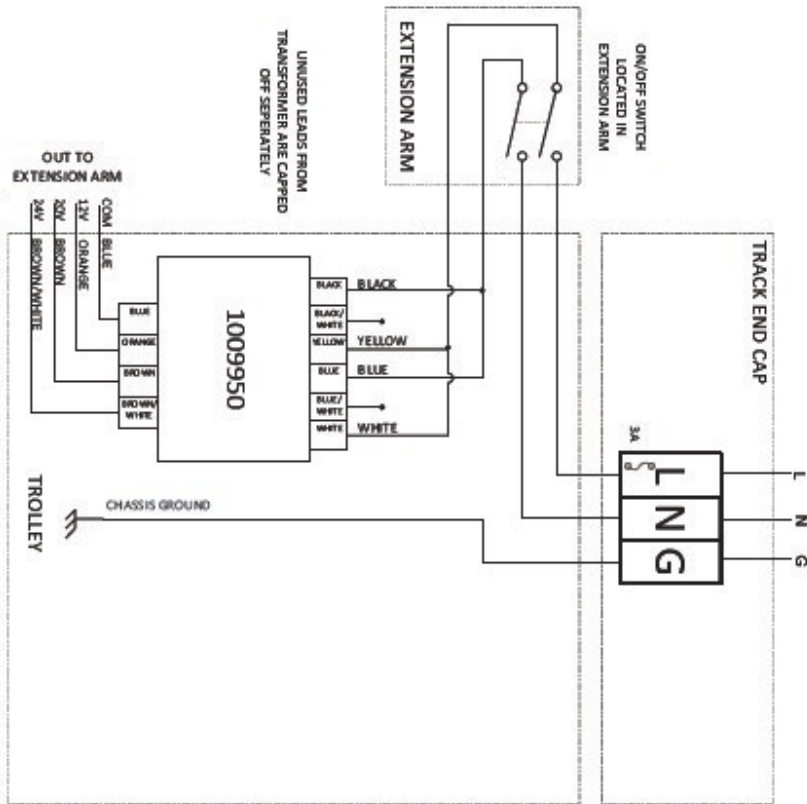 EXTENSION ARM
ON/OFF SWITCH
LOCATED IN
EXTENSION ARM
UNUSED LEADS FROM
TRANSFORMER ARE CAPPED
OFF SEPERATELY
OUT TO
EXTENSION ARM
24V BROWN/WHITE
20V BROWN
12V ORANGE
COM BLUE
BLUE
ORANGE
BROWN
BROWN/
WHITE
1009950
BLACK
BLACK/
WHITE
YELLOW
BLUE
BLUE/
WHITE
WHITE
BLACK
YELLOW
BLUE
WHITE
TROLLEY
CHASSIS GROUND
TRACK END CAP
3A
L
N
G
L
N
G